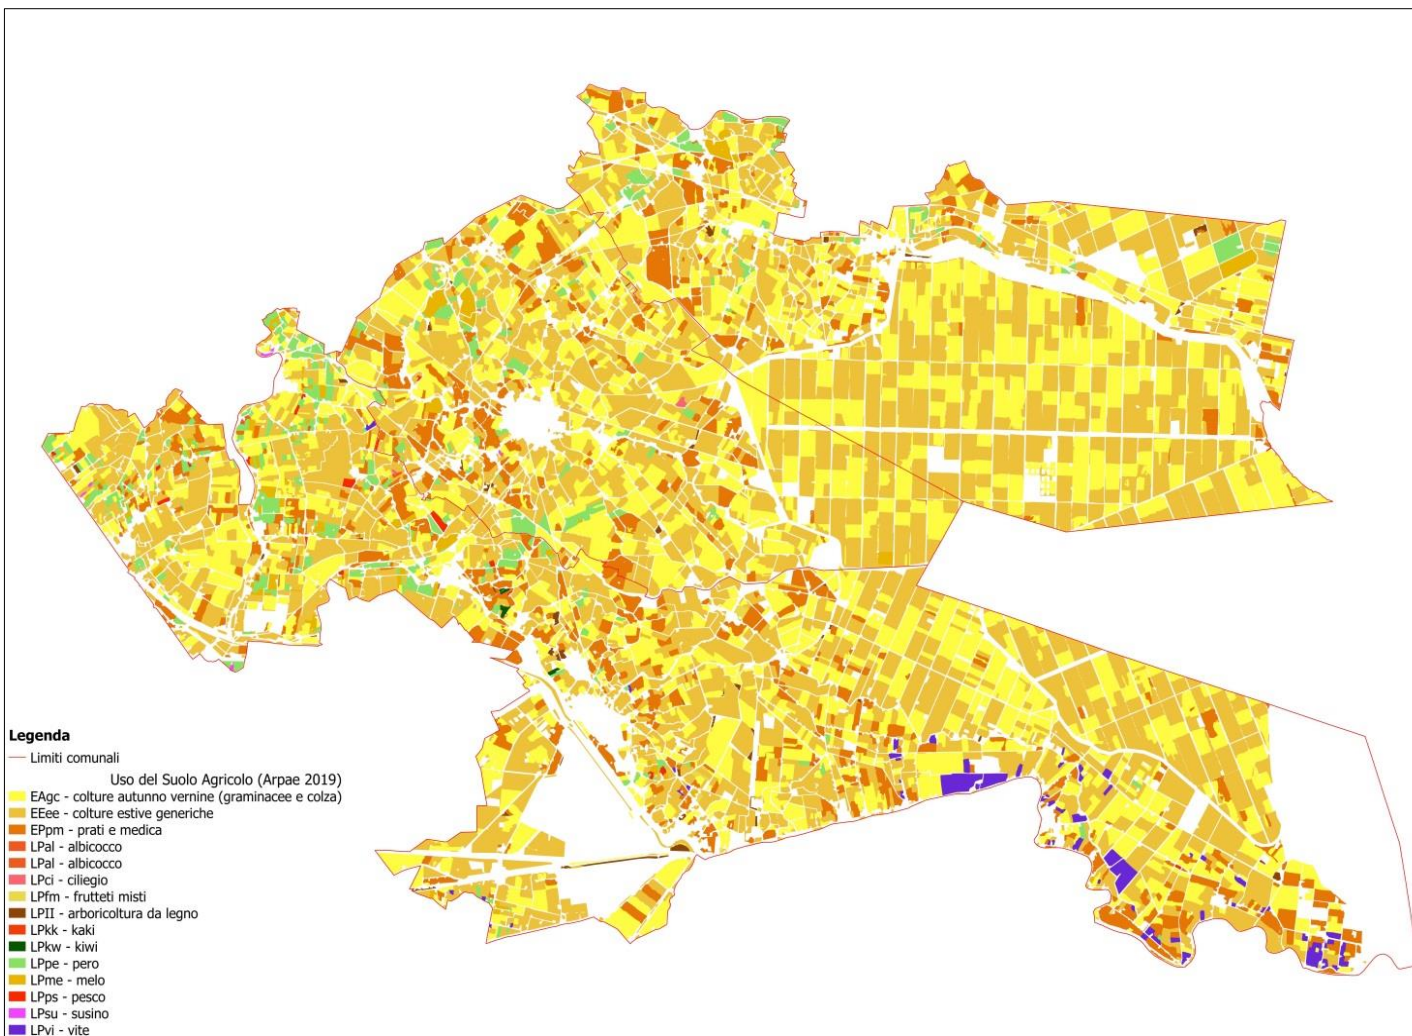 Legenda
Limiti comunali
Uso del Suolo Agricolo (Arpae 2019)
EAgc - colture autunno vernine (graminacee e colza)
EEee - colture estive generiche
EPpm - prati e medica
LPal - albicocco
LPal - albicocco
LPci - ciliegio
LPfm - frutteti misti
LPII - arboricoltura da legno
LPkk - kaki
LPkw - kiwi
LPpe - pero
LPme - melo
LPps - pesco
LPsu - susino
LPvi - vite